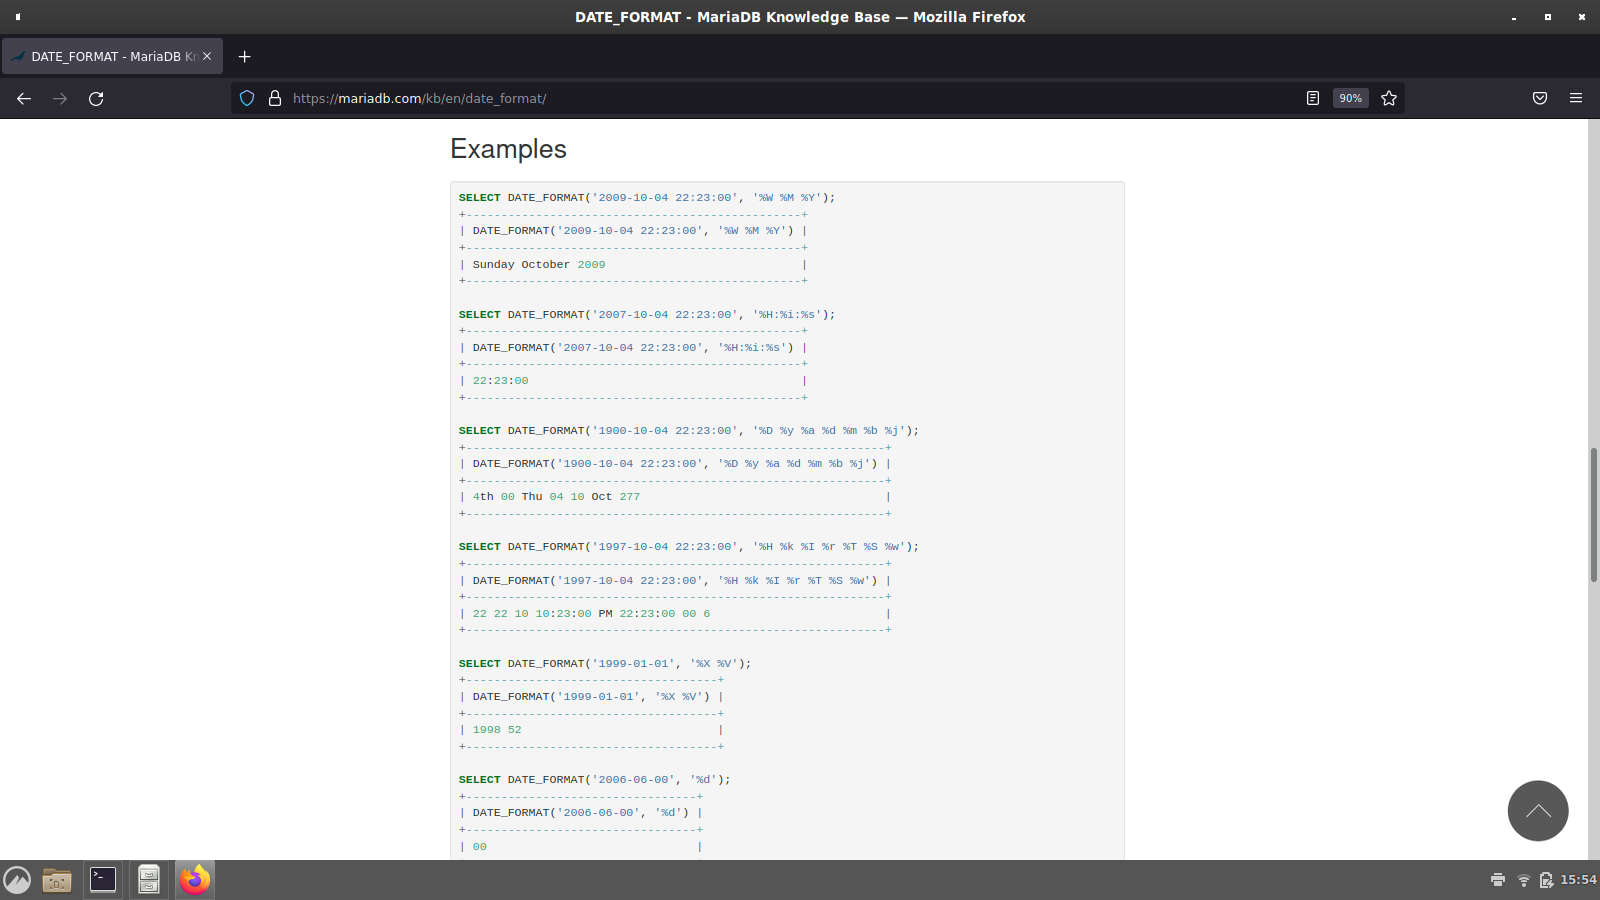 DATE_FORMAT - MariaDB Knowledge Base — Mozilla Firefox
DATE_FORMAT - MariaDB Kn
https://mariadb.com/kb/en/date_format/
90%
Examples
SELECT DATE_FORMAT('2009-10-04 22:23:00', '%W %M %Y');
+------------------------------------------------+
| DATE_FORMAT('2009-10-04 22:23:00', '%W %M %Y') |
+------------------------------------------------+
| Sunday October 2009                            |
+------------------------------------------------+
SELECT DATE_FORMAT('2007-10-04 22:23:00', '%H:%i:%s');
+------------------------------------------------+
| DATE_FORMAT('2007-10-04 22:23:00', '%H:%i:%s') |
+------------------------------------------------+
| 22:23:00                                       |
+------------------------------------------------+
SELECT DATE_FORMAT('1900-10-04 22:23:00', '%D %y %a %d %m %b %j');
+------------------------------------------------------------+
| DATE_FORMAT('1900-10-04 22:23:00', '%D %y %a %d %m %b %j') |
+------------------------------------------------------------+
| 4th 00 Thu 04 10 Oct 277                                   |
+------------------------------------------------------------+
SELECT DATE_FORMAT('1997-10-04 22:23:00', '%H %k %I %r %T %S %w');
+------------------------------------------------------------+
| DATE_FORMAT('1997-10-04 22:23:00', '%H %k %I %r %T %S %w') |
+------------------------------------------------------------+
| 22 22 10 10:23:00 PM 22:23:00 00 6                         |
+------------------------------------------------------------+
SELECT DATE_FORMAT('1999-01-01', '%X %V');
+------------------------------------+
| DATE_FORMAT('1999-01-01', '%X %V') |
+------------------------------------+
| 1998 52                            |
+------------------------------------+
SELECT DATE_FORMAT('2006-06-00', '%d');
+---------------------------------+
| DATE_FORMAT('2006-06-00', '%d') |
+---------------------------------+
| 00                              |
15:54